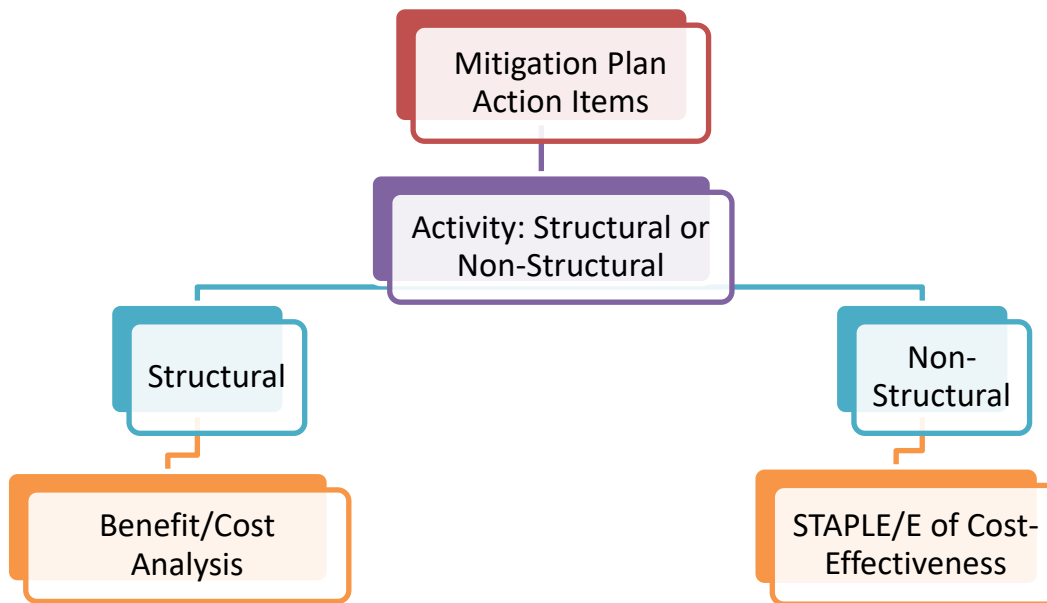 Mitigation Plan
Action Items
Activity: Structural or
Non-Structural
Structural
Non-
Structural
Benefit/Cost
Analysis
STAPLE/E of Cost-
Effectiveness